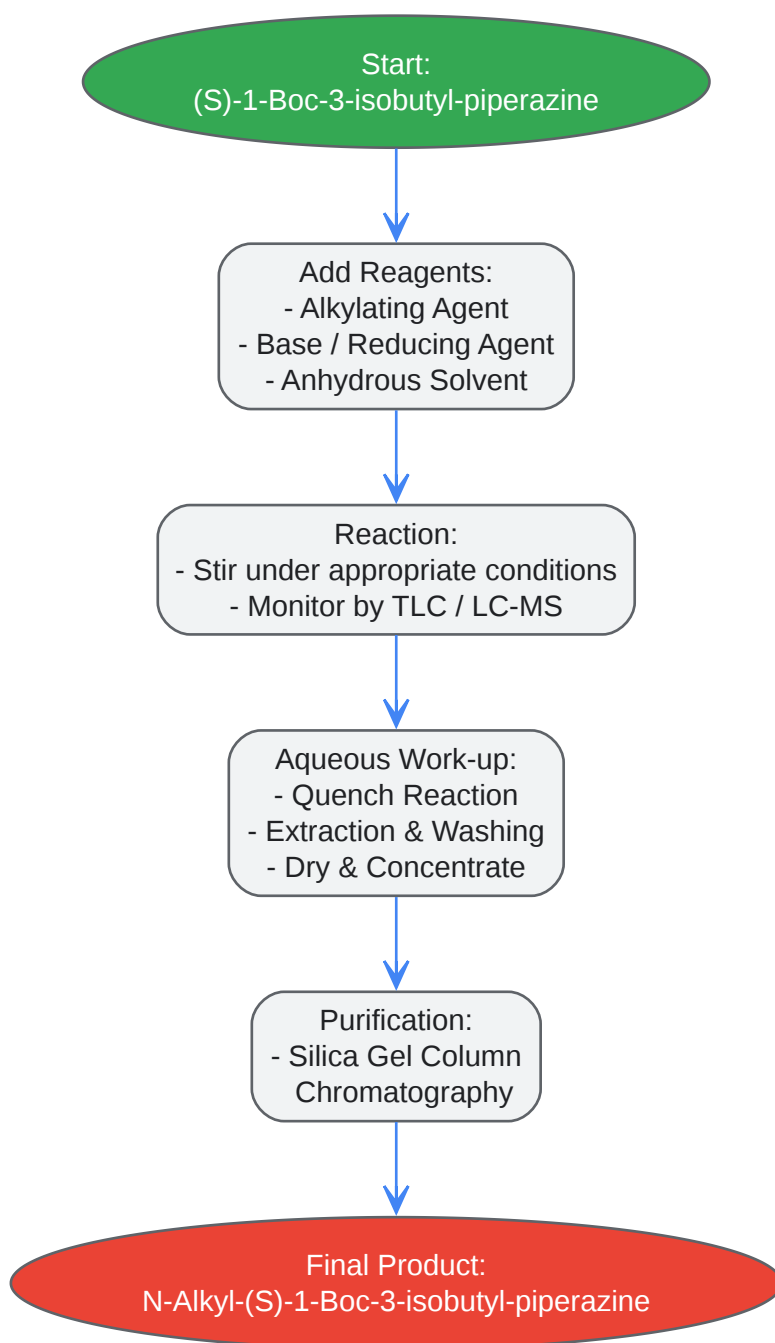 Start:
(S)-1-Boc-3-isobutyl-piperazine
Add Reagents:
- Alkylating Agent
- Base / Reducing Agent
- Anhydrous Solvent
Reaction:
- Stir under appropriate conditions
- Monitor by TLC / LC-MS
Aqueous Work-up:
- Quench Reaction
- Extraction & Washing
- Dry & Concentrate
Purification:
- Silica Gel Column
Chromatography
Final Product:
N-Alkyl-(S)-1-Boc-3-isobutyl-piperazine